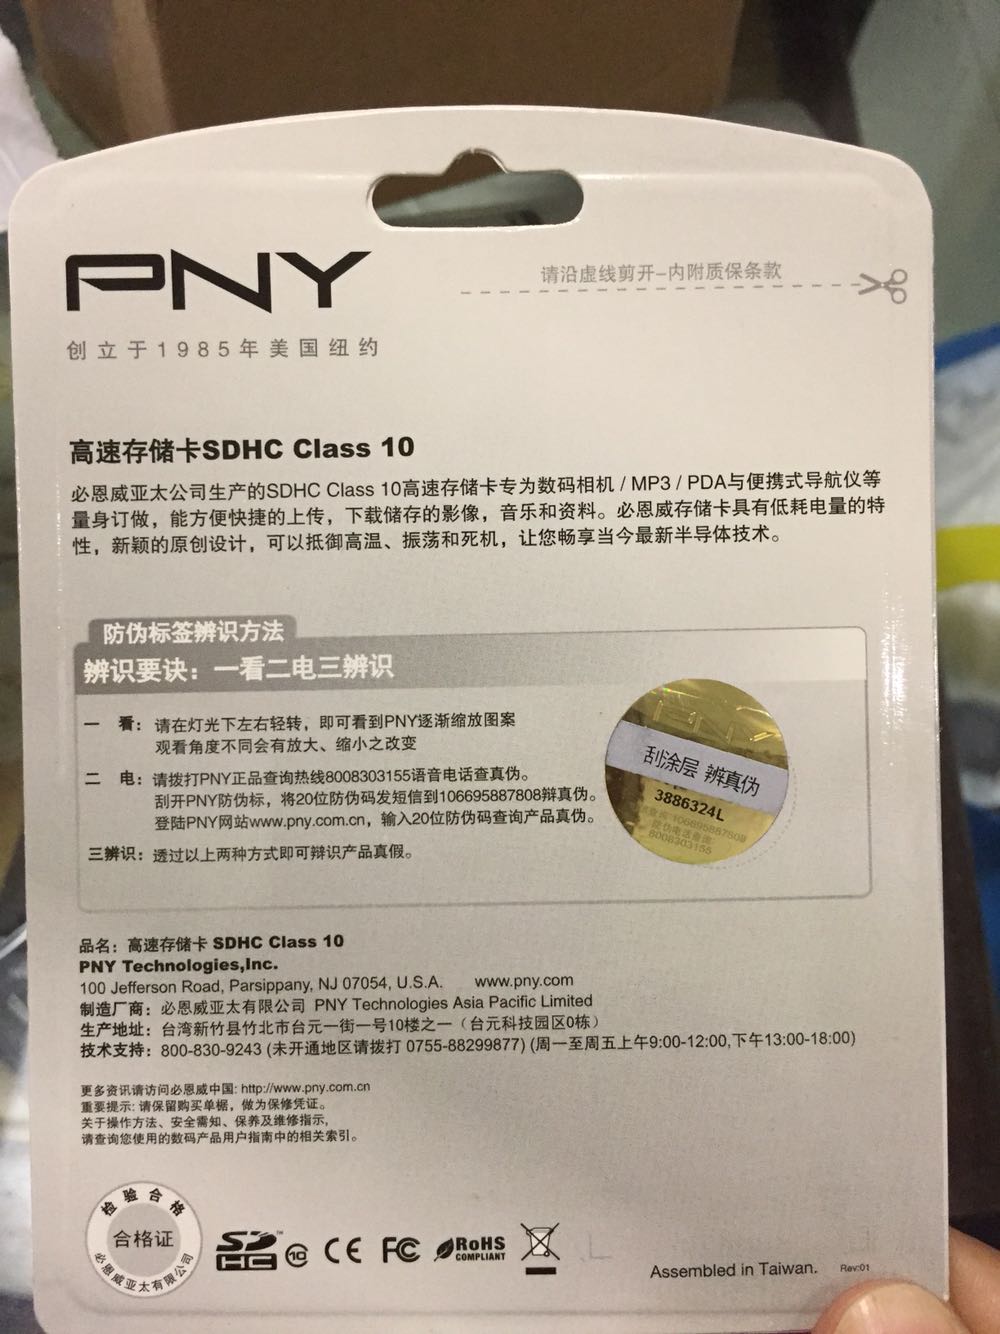 PNY
请沿虚线剪开-内附质保条款
创立于1985年美国纽约
高速存储卡SDHC Class 10
必恩威亚太公司生产的SDHC Class 10高速存储卡专为数码相机 / MP3 / PDA与便携式导航仪等
量身订做，能方便快捷的上传，下载储存的影像，音乐和资料。必恩威存储卡具有低耗电量的特
性，新颖的原创设计，可以抵御高温、振荡和死机，让您畅享当今最新半导体技术。
防伪标签辨识方法
辨识要诀：一看二电三辨识
一 看：请在灯光下左右轻转，即可看到PNY逐渐缩放图案
观看角度不同会有放大、缩小之改变
二 电：请拨打PNY正品查询热线8008303155语音电话查真伪。
刮开PNY防伪标，将20位防伪码发短信到106695887808辩真伪。
登陆PNY网站www.pny.com.cn，输入20位防伪码查询产品真伪。
三辨识：透过以上两种方式即可辩识产品真假。
PNY
刮涂层 辨真伪
3886324L
106695887808
防伪电话查询:
8008303155
品名：高速存储卡 SDHC Class 10
PNY Technologies,Inc.
100 Jefferson Road, Parsippany, NJ 07054, U.S.A. www.pny.com
制造厂商：必恩威亚太有限公司 PNY Technologies Asia Pacific Limited
生产地址：台湾新竹县竹北市台元一街一号10楼之一（台元科技园区0栋）
技术支持：800-830-9243 (未开通地区请拨打 0755-88299877) (周一至周五上午9:00-12:00,下午13:00-18:00)
更多资讯请访问必恩威中国: http://www.pny.com.cn
重要提示: 请保留购买单据，做为保修凭证。
关于操作方法、安全需知、保养及维修指示，
请查询您使用的数码产品用户指南中的相关索引。
检验合格
合格证
必恩威亚太有限公司
SD HC
10
CE
FC
RoHS
COMPLIANT
Assembled in Taiwan. Rev:01